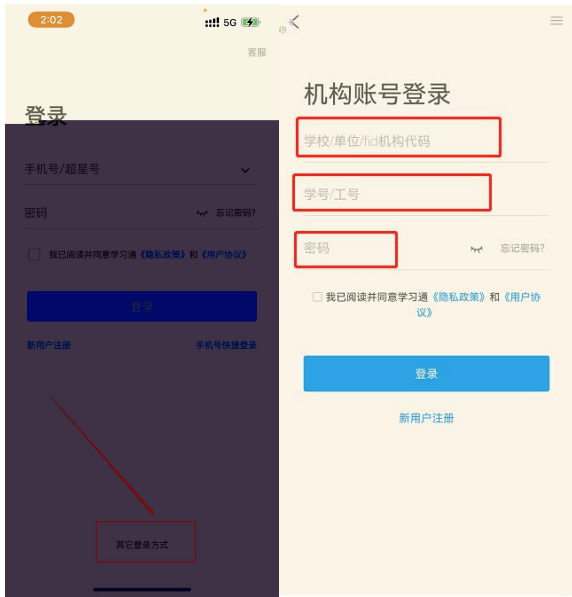 2:02
5G
客服
登录
手机号/超星号
密码
忘记密码?
我已阅读并同意学习通《隐私政策》和《用户协议》
登录
新用户注册
手机号快捷登录
其它登录方式
机构账号登录
学校/单位/fid机构代码
学号/工号
密码
忘记密码?
我已阅读并同意学习通《隐私政策》和《用户协
议》
登录
新用户注册